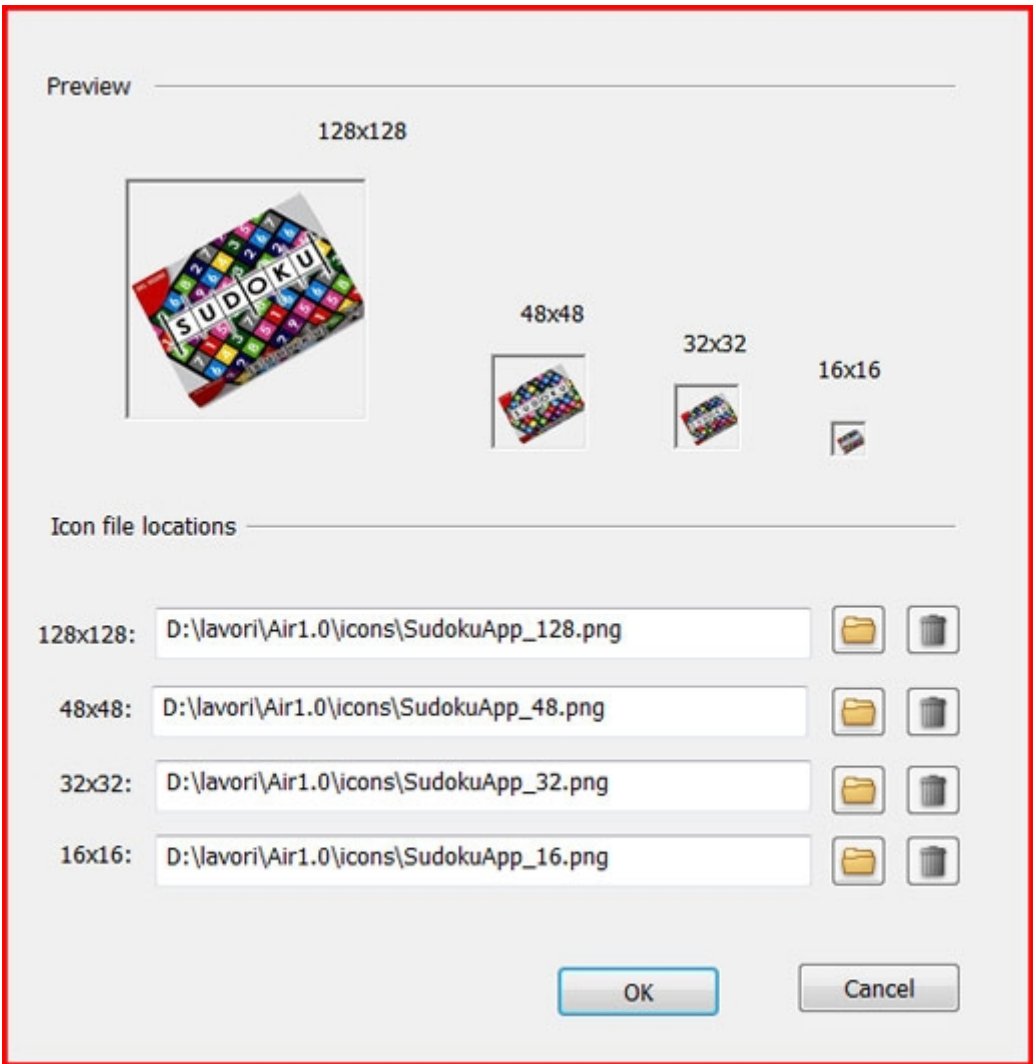 Preview
128x128
SUDOKU
48x48
SUDOKU
32x32
16x16
Icon file locations
128x128: D:\lavori\Air1.0\icons\SudokuApp_128.png
48x48: D:\lavori\Air1.0\icons\SudokuApp_48.png
32x32: D:\lavori\Air1.0\icons\SudokuApp_32.png
16x16: D:\lavori\Air1.0\icons\SudokuApp_16.png
OK Cancel